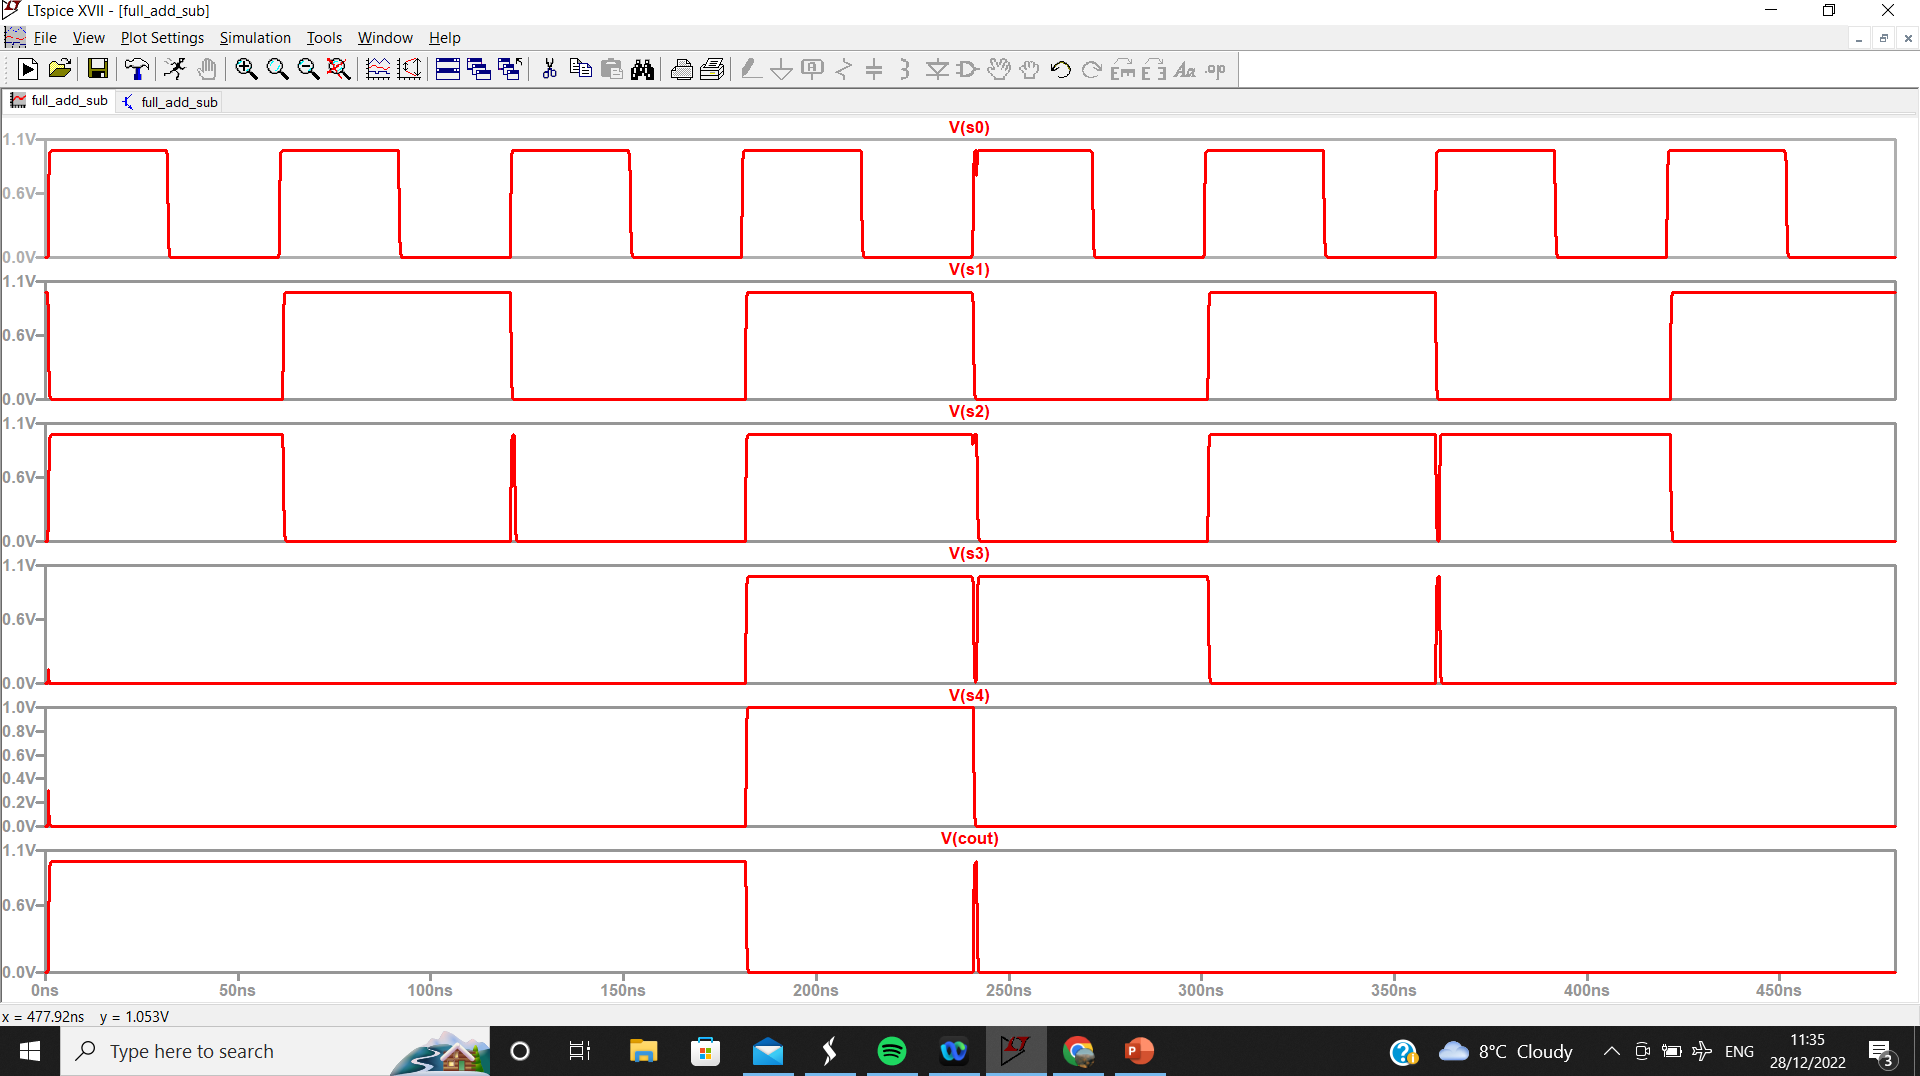 LTspice XVII - [full_add_sub]
File View Plot Settings Simulation Tools Window Help
full_add_sub full_add_sub
V(s0)
1.1V
0.6V
0.0V
V(s1)
1.1V
0.6V
0.0V
V(s2)
1.1V
0.6V
0.0V
V(s3)
1.1V
0.6V
0.0V
V(s4)
1.0V
0.8V
0.6V
0.4V
0.2V
0.0V
V(cout)
1.1V
0.6V
0.0V
0ns 50ns 100ns 150ns 200ns 250ns 300ns 350ns 400ns 450ns
x = 477.92ns y = 1.053V
Type here to search
8°C Cloudy
ENG
11:35
28/12/2022
3